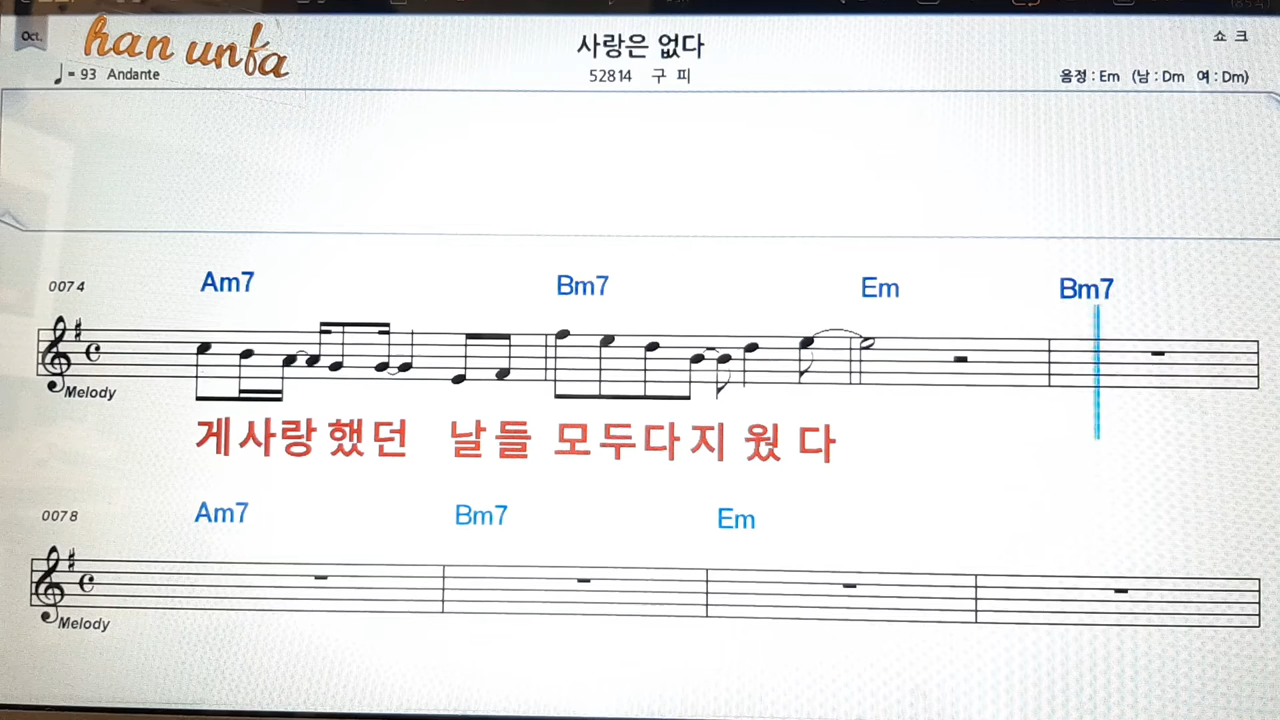 Oct.
han unfa
사랑은 없다
쇼 크
♩= 93 Andante
52814 구 피
음정 : Em (남 : Dm 여 : Dm)
0074
Am7 Bm7 Em Bm7
Melody
게사랑했던 날들 모두다지웠다
0078
Am7 Bm7 Em
Melody